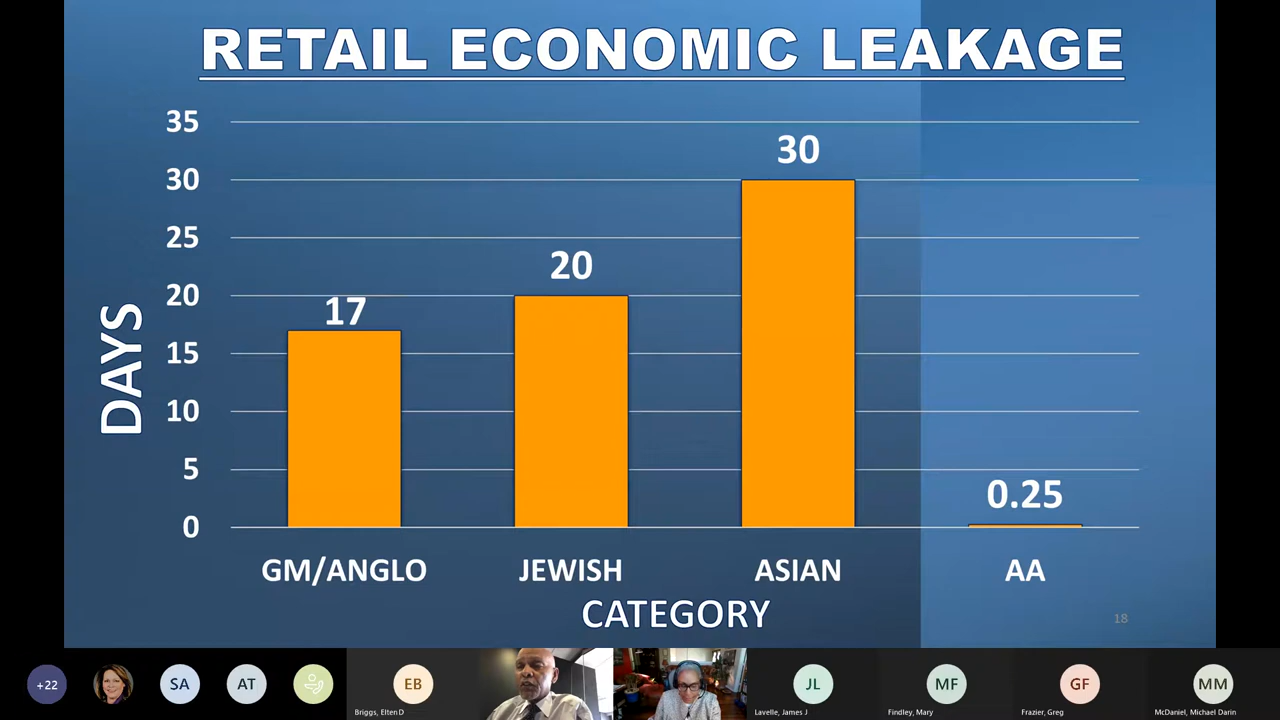 RETAIL ECONOMIC LEAKAGE
35
30
25
20
15
10
5
0
DAYS
17
20
30
0.25
GM/ANGLO JEWISH ASIAN AA
CATEGORY
18
+22 SA AT EB JL MF GF MM
Briggs, Elten D Lavelle, James J Findley, Mary Frazier, Greg McDaniel, Michael Darin